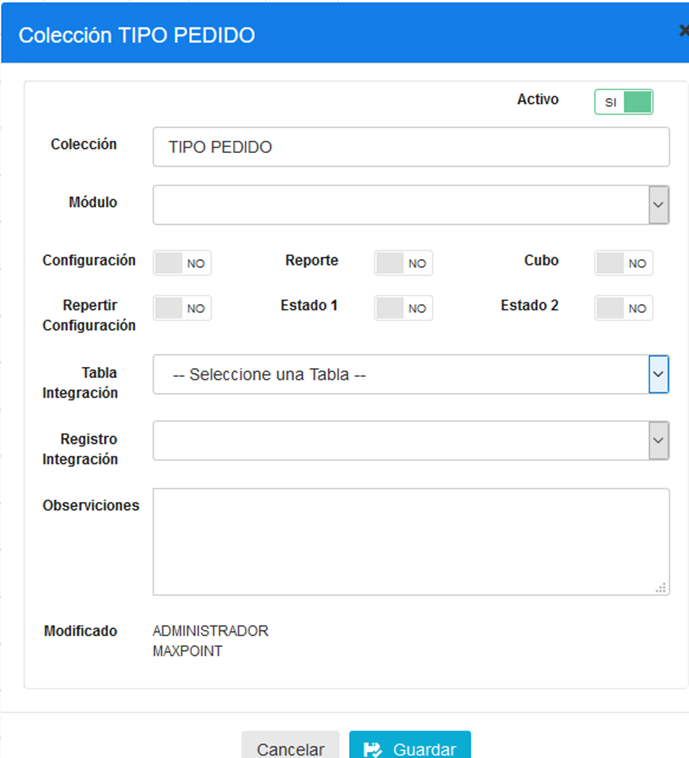 Colección TIPO PEDIDO
Activo SI
Colección TIPO PEDIDO
Módulo
Configuración NO Reporte NO Cubo NO
Repertir NO Estado 1 NO Estado 2 NO
Configuración
Tabla -- Seleccione una Tabla --
Integración
Registro
Integración
Observiciones
Modificado ADMINISTRADOR
MAXPOINT
Cancelar Guardar